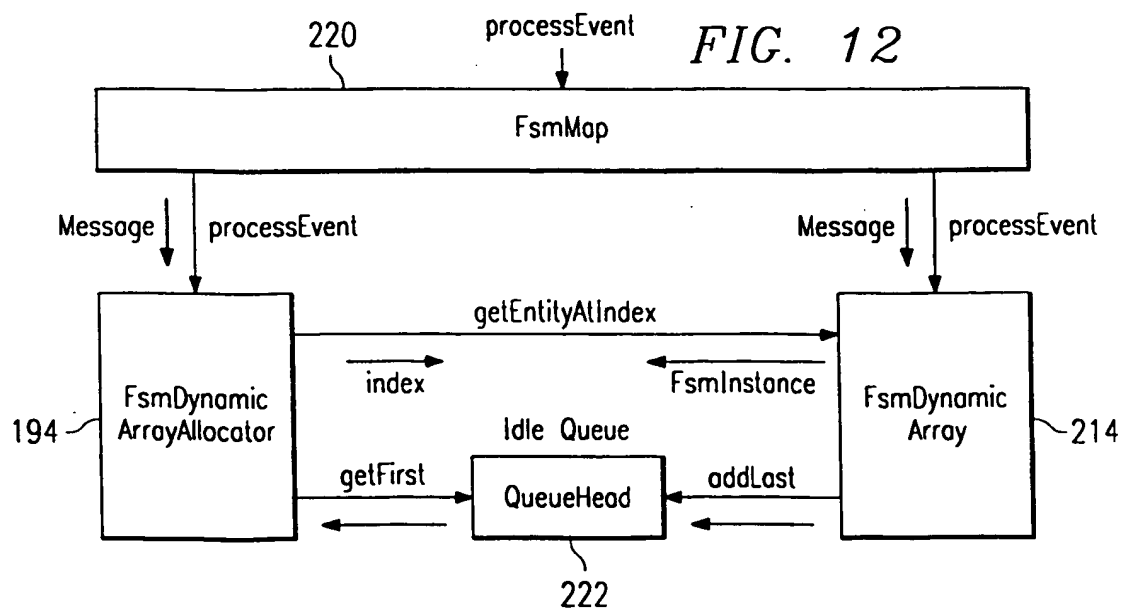 processEvent
FIG. 12
220
FsmMap
Message
processEvent
Message
processEvent
getEntityAtIndex
index
FsmInstance
FsmDynamic
ArrayAllocator
194
FsmDynamic
Array
214
Idle Queue
getFirst
QueueHead
addLast
222